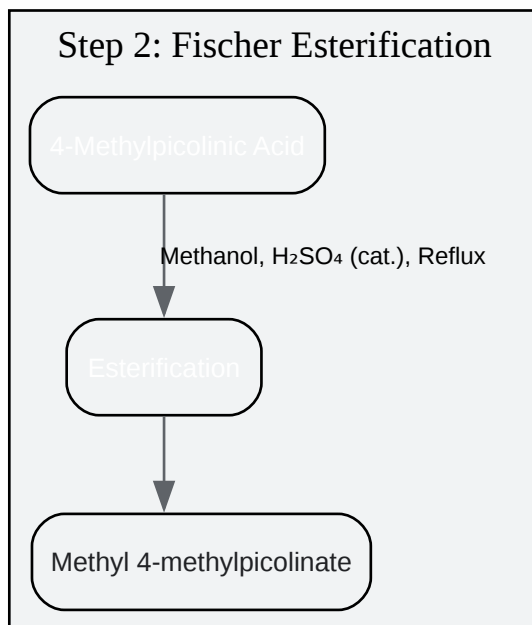 Step 2: Fischer Esterification
4-Methylpicolinic Acid
Methanol, H₂SO₄ (cat.), Reflux
Esterification
Methyl 4-methylpicolinate